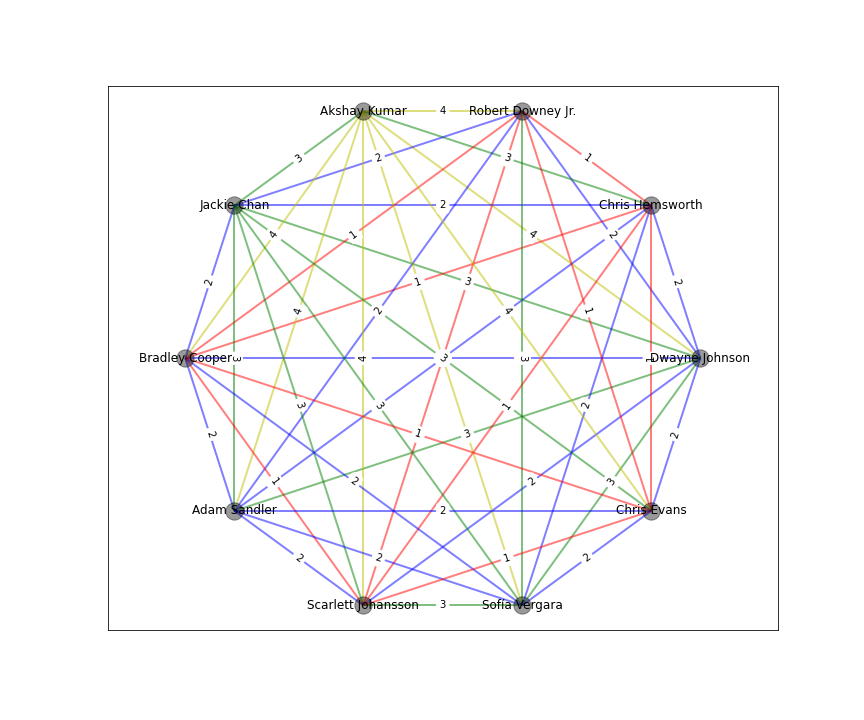 Akshay Kumar 4 Robert Downey Jr.
3 2 3 1
Jackie Chan 2 Chris Hemsworth
4 1 4 2
2 1 3 2
4 2 4 1
Bradley Cooper 3 4 3 3 1 Dwayne Johnson
3 3 1 2
2 1 3 2
1 2 2 3
Adam Sandler 2 Chris Evans
2 2 1 2
Scarlett Johansson 3 Sofia Vergara